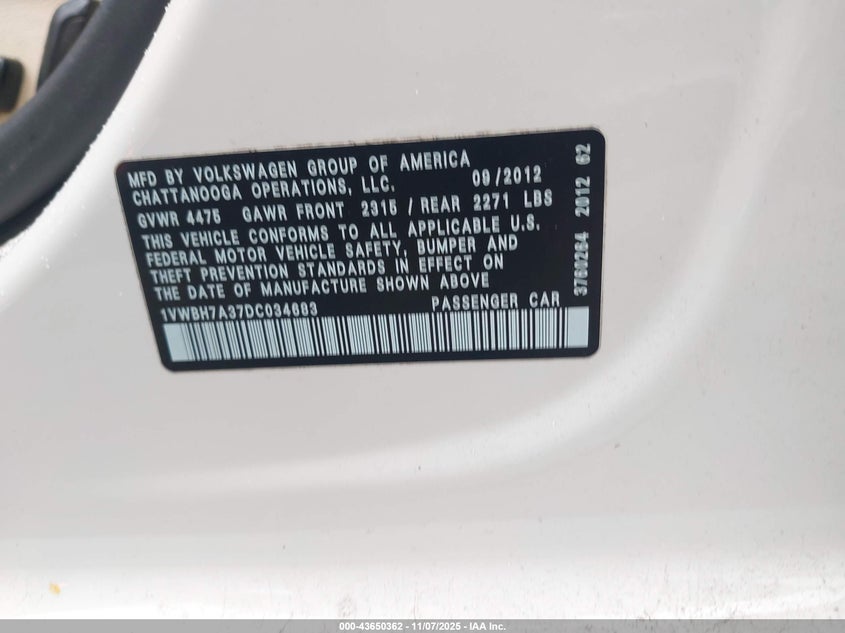 MFD BY VOLKSWAGEN GROUP OF AMERICA
CHATTANOOGA OPERATIONS, LLC. 09/2012
GVWR 4475 GAWR FRONT 2315 / REAR 2271 LBS
THIS VEHICLE CONFORMS TO ALL APPLICABLE U.S.
FEDERAL MOTOR VEHICLE SAFETY, BUMPER AND
THEFT PREVENTION STANDARDS IN EFFECT ON
THE DATE OF MANUFACTURE SHOWN ABOVE
1VWBH7A37DC034683 PASSENGER CAR
3760264 2012 62
000-43650362 - 11/07/2025 - IAA Inc.